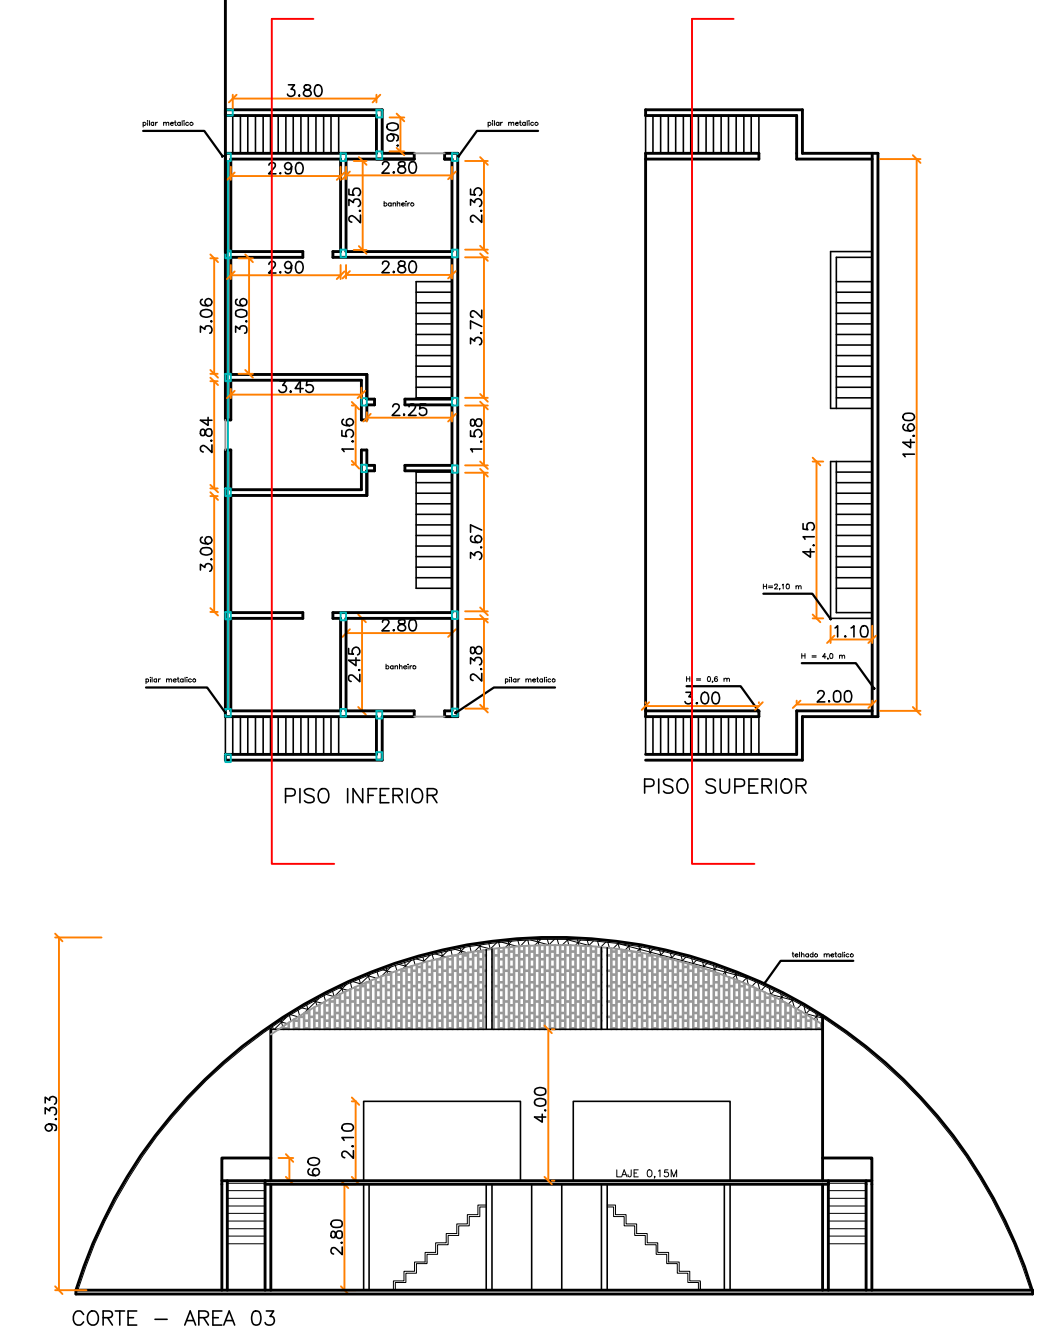 3.80
.90
pilar metalico
pilar metalico
2.90
2.80
2.35
banheiro
2.35
2.90
2.80
3.06
3.06
3.72
3.45
2.25
2.84
1.56
1.58
3.06
3.67
2.80
2.45
banheiro
2.38
pilar metalico
pilar metalico
PISO INFERIOR
14.60
4.15
H=2,10 m
1.10
H = 4,0 m
H = 0,6 m
3.00
2.00
PISO SUPERIOR
telhado metalico
9.33
4.00
2.10
60
LAJE 0,15M
2.80
CORTE – AREA 03